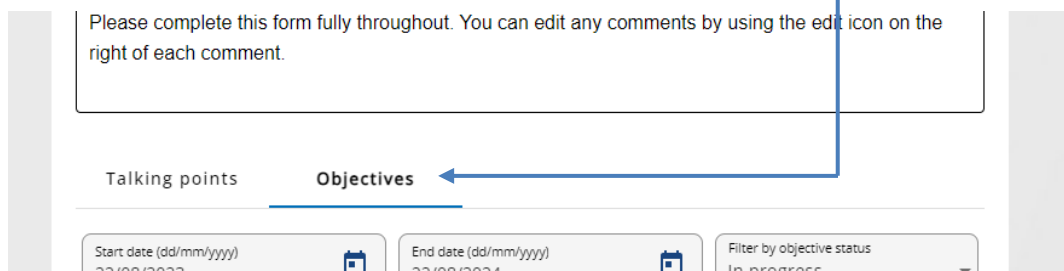 Please complete this form fully throughout. You can edit any comments by using the edit icon on the
right of each comment.
Talking points Objectives
Start date (dd/mm/yyyy) End date (dd/mm/yyyy) Filter by objective status
In progress